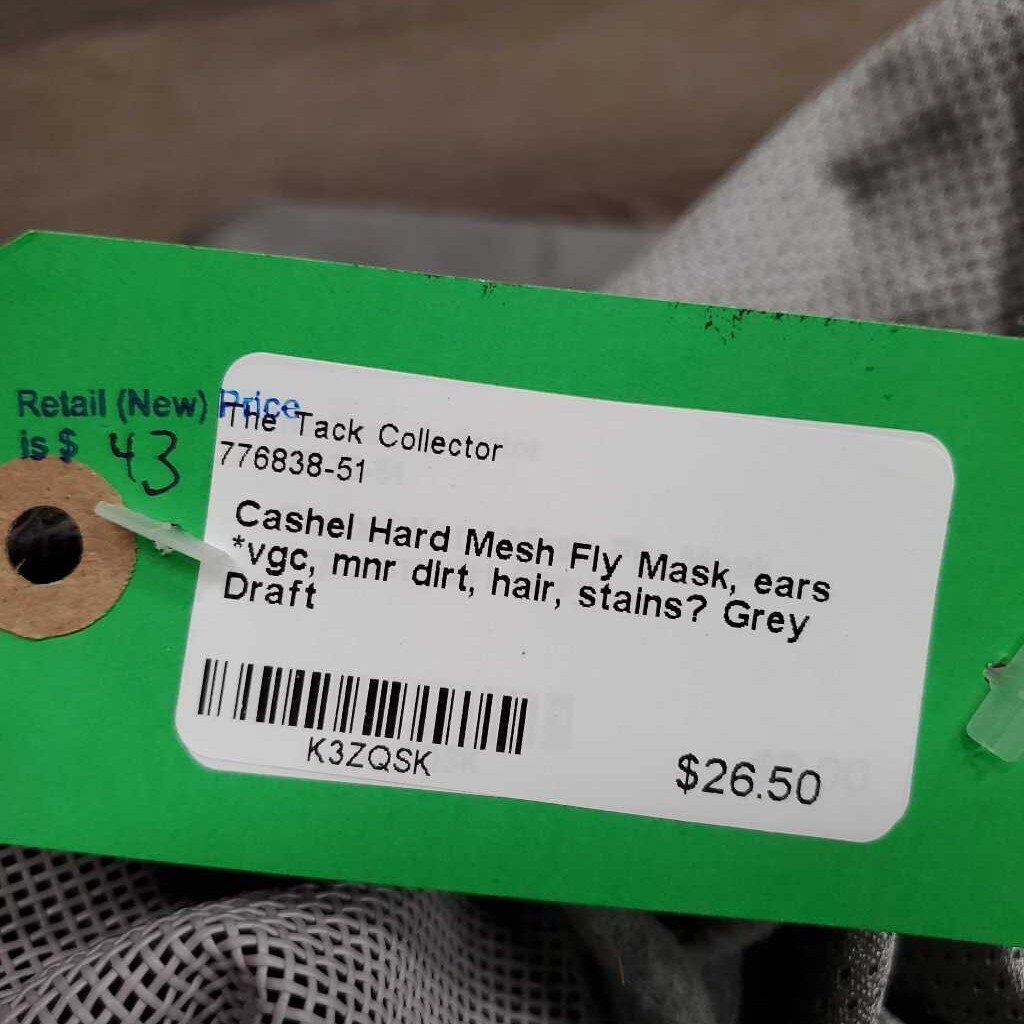 Retail (New) Price
is $ 43
The Tack Collector
776838-51
Cashel Hard Mesh Fly Mask, ears
*vgc, mnr dirt, hair, stains? Grey
Draft
K3ZQSK
$26.50